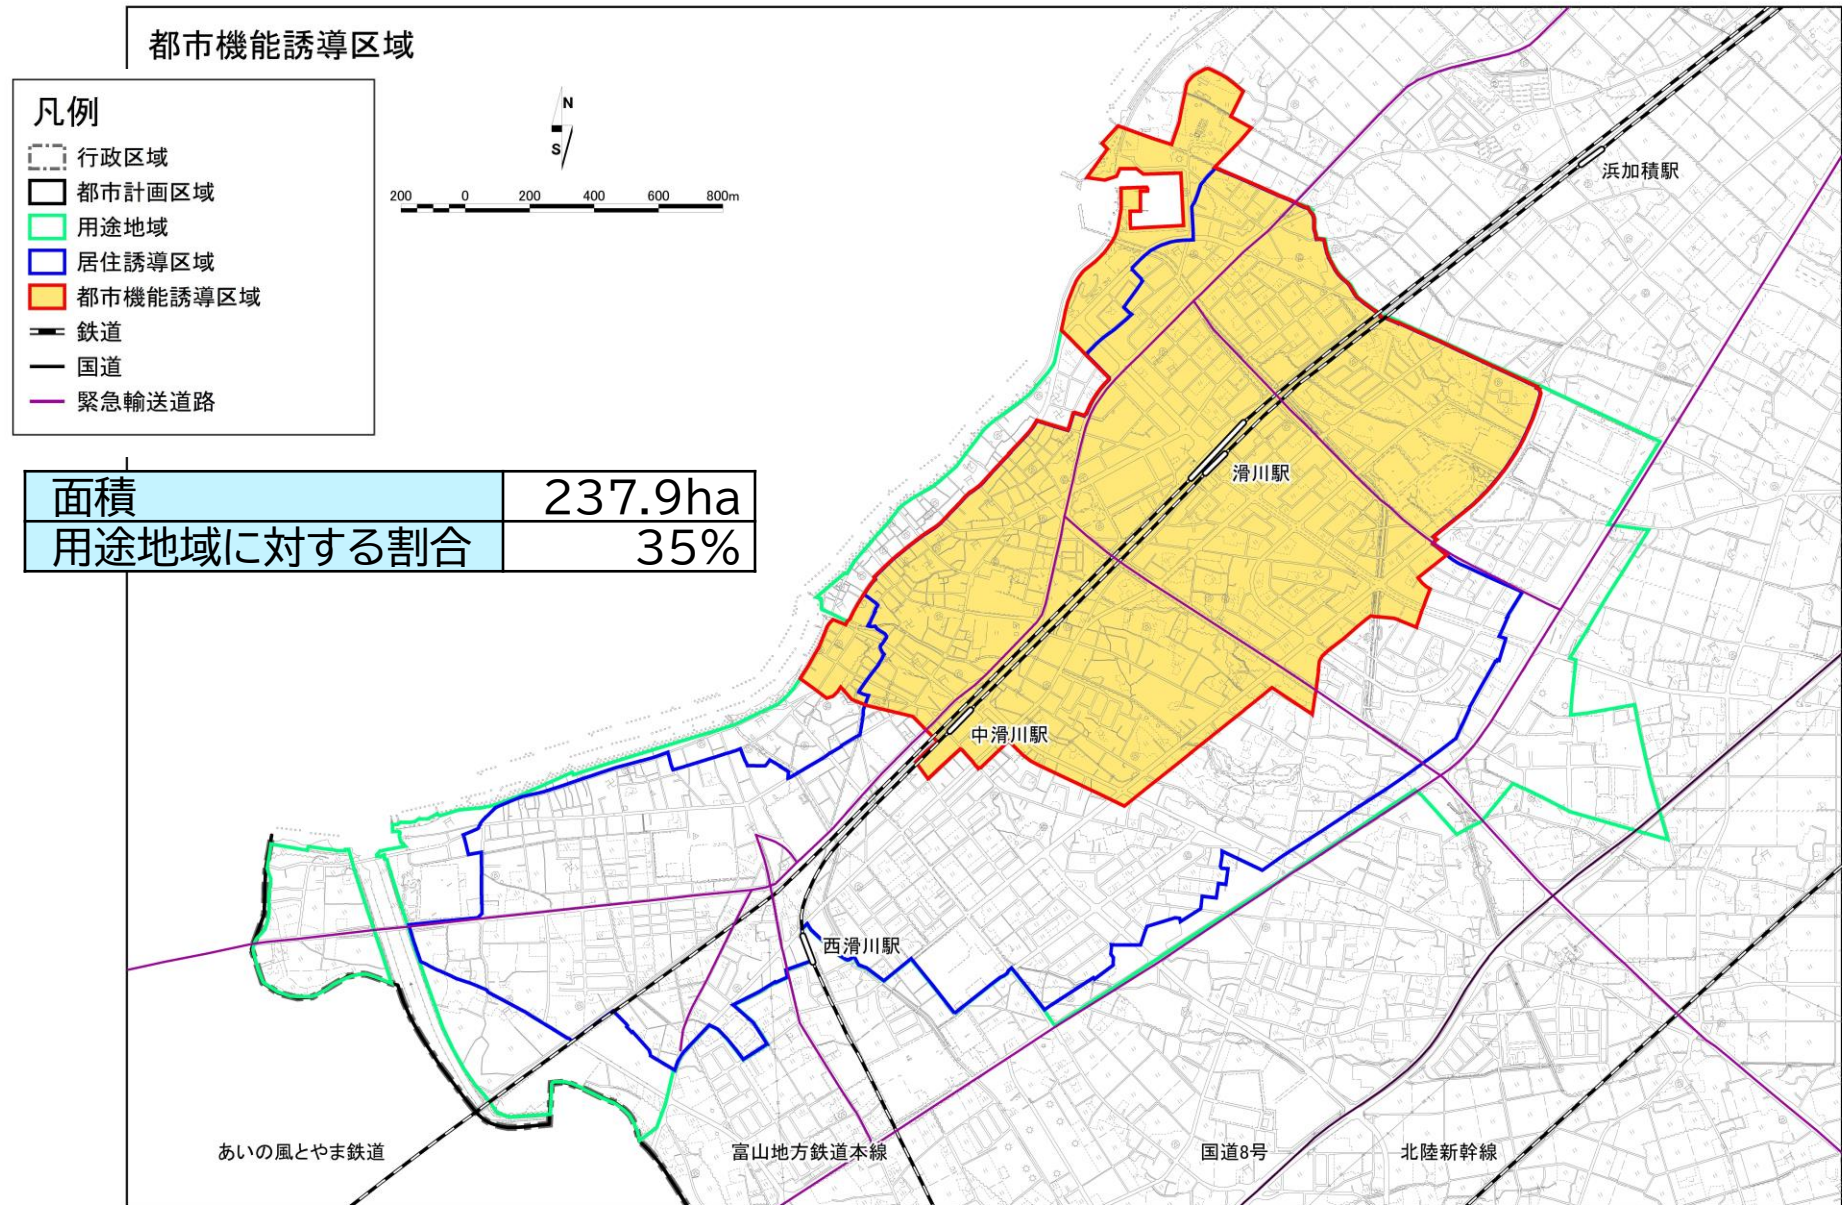 都市機能誘導区域
凡例
行政区域
都市計画区域
用途地域
居住誘導区域
都市機能誘導区域
鉄道
国道
緊急輸送道路
N
S
200 0 200 400 600 800m
面積 237.9ha
用途地域に対する割合 35%
浜加積駅
滑川駅
中滑川駅
西滑川駅
あいの風とやま鉄道
富山地方鉄道本線
国道8号
北陸新幹線